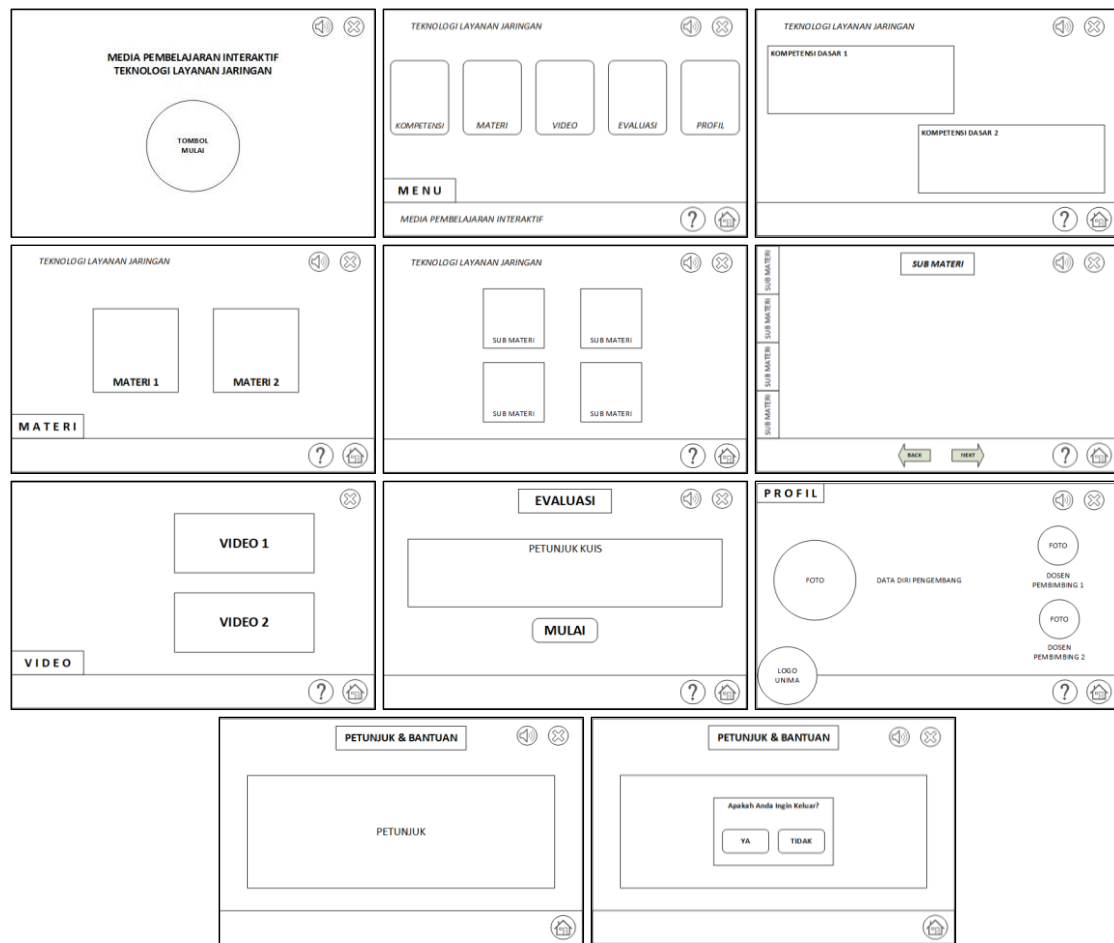 MEDIA PEMBELAJARAN INTERAKTIF
TEKNOLOGI LAYANAN JARINGAN
TOMBOL
MULAI
TEKNOLOGI LAYANAN JARINGAN
KOMPETENSI
MATERI
VIDEO
EVALUASI
PROFIL
MENU
MEDIA PEMBELAJARAN INTERAKTIF
?
TEKNOLOGI LAYANAN JARINGAN
KOMPETENSI DASAR 1
KOMPETENSI DASAR 2
?
TEKNOLOGI LAYANAN JARINGAN
MATERI 1
MATERI 2
MATERI
?
TEKNOLOGI LAYANAN JARINGAN
SUB MATERI
SUB MATERI
SUB MATERI
SUB MATERI
?
SUB MATERI
SUB MATERI
SUB MATERI
SUB MATERI
SUB MATERI
BACK
NEXT
?
VIDEO 1
VIDEO 2
VIDEO
?
EVALUASI
PETUNJUK KUIS
MULAI
?
PROFIL
FOTO
DATA DIRI PENGEMBANG
FOTO
DOSEN
PEMBIMBING 1
FOTO
DOSEN
PEMBIMBING 2
LOGO
UNIMA
?
PETUNJUK & BANTUAN
PETUNJUK
PETUNJUK & BANTUAN
Apakah Anda Ingin Keluar?
YA
TIDAK